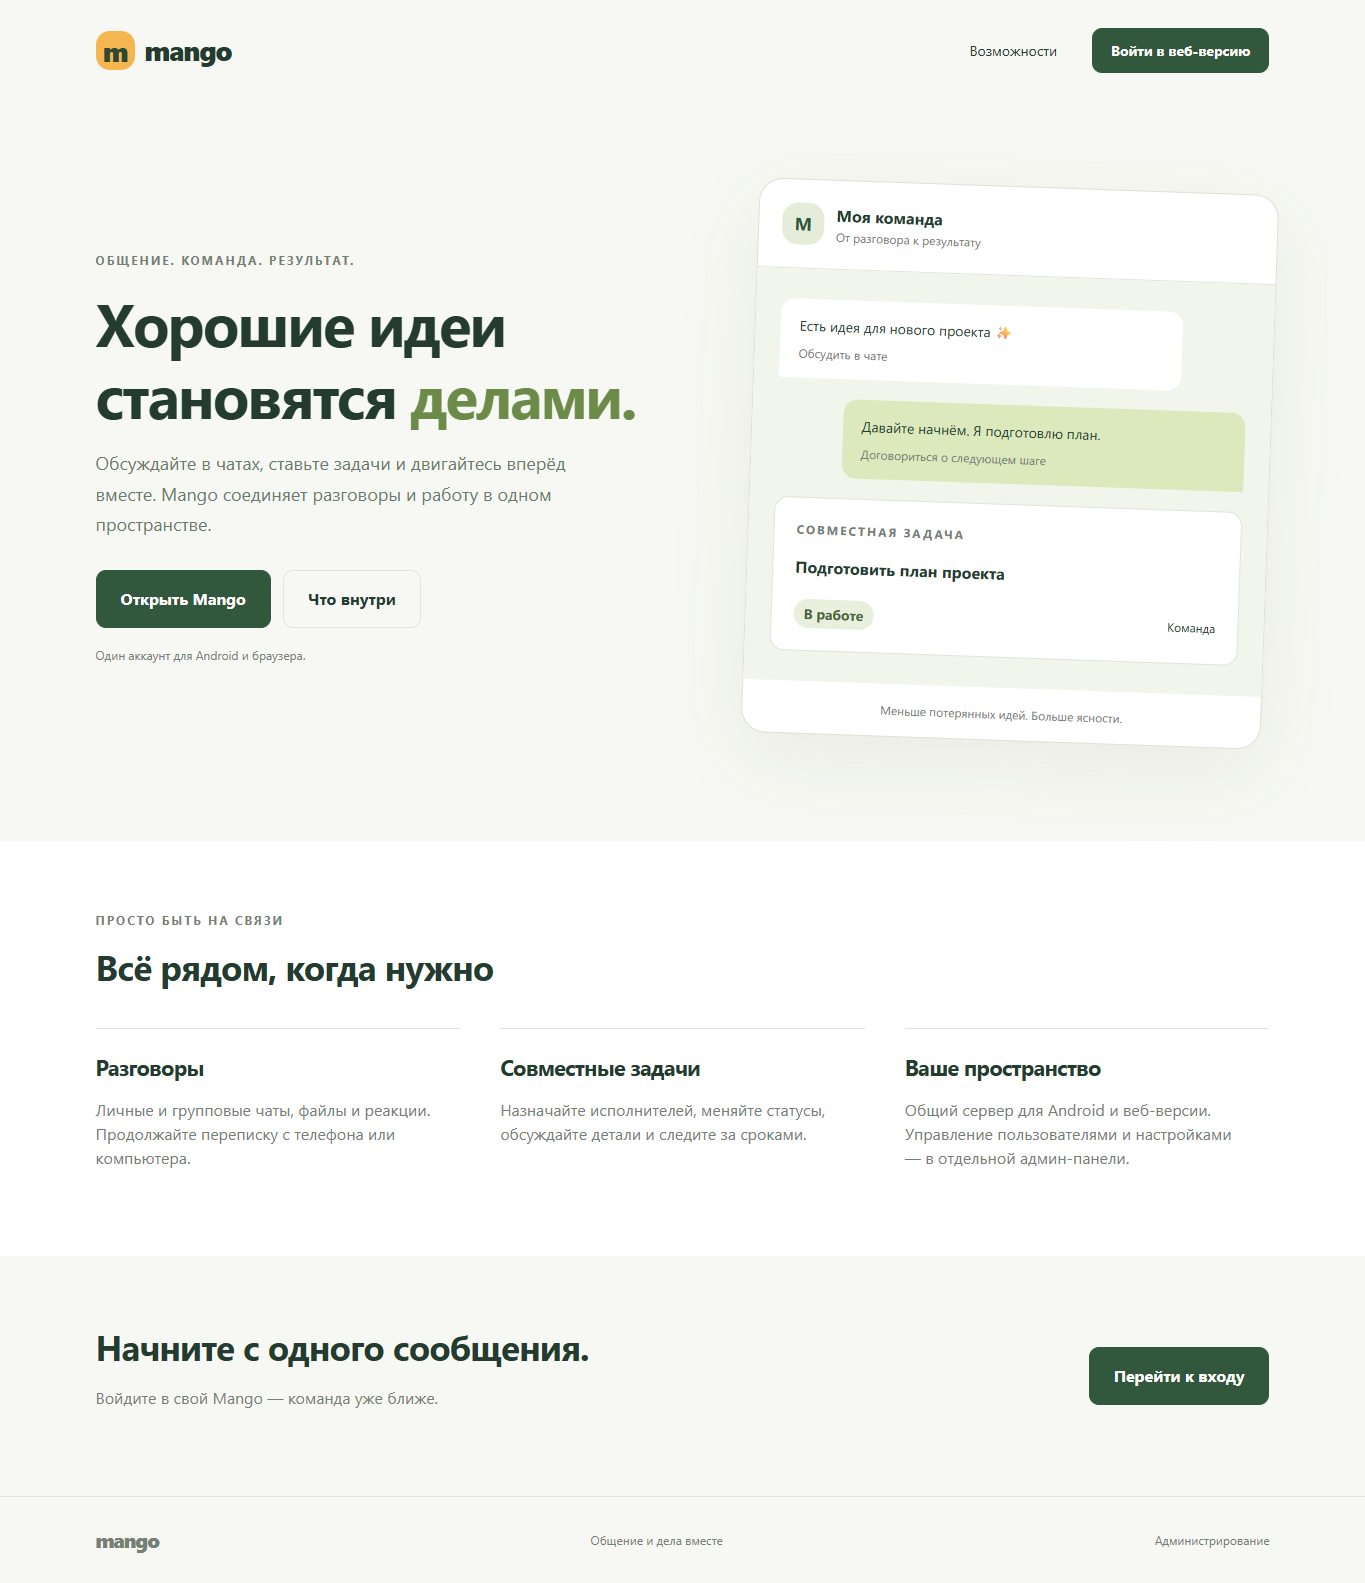 m mango
Возможности
Войти в веб-версию
ОБЩЕНИЕ. КОМАНДА. РЕЗУЛЬТАТ.
Хорошие идеи
становятся делами.
Обсуждайте в чатах, ставьте задачи и двигайтесь вперёд
вместе. Mango соединяет разговоры и работу в одном
пространстве.
Открыть Mango
Что внутри
Один аккаунт для Android и браузера.
М
Моя команда
От разговора к результату
Есть идея для нового проекта ✨
Обсудить в чате
Давайте начнём. Я подготовлю план.
Договориться о следующем шаге
СОВМЕСТНАЯ ЗАДАЧА
Подготовить план проекта
В работе
Команда
Меньше потерянных идей. Больше ясности.
ПРОСТО БЫТЬ НА СВЯЗИ
Всё рядом, когда нужно
Разговоры
Личные и групповые чаты, файлы и реакции.
Продолжайте переписку с телефона или
компьютера.
Совместные задачи
Назначайте исполнителей, меняйте статусы,
обсуждайте детали и следите за сроками.
Ваше пространство
Общий сервер для Android и веб-версии.
Управление пользователями и настройками
— в отдельной админ-панели.
Начните с одного сообщения.
Войдите в свой Mango — команда уже ближе.
Перейти к входу
mango
Общение и дела вместе
Администрирование